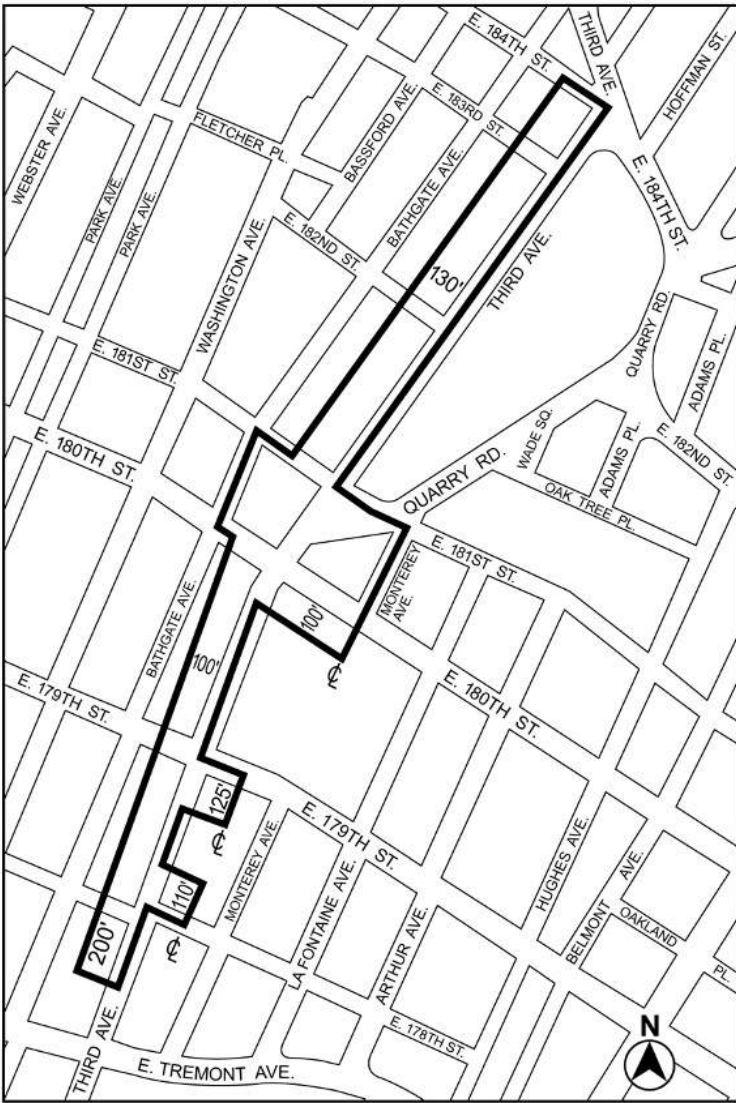 E. 184TH ST.
THIRD AVE.
HOFFMAN ST.
WEBSTER AVE.
PARK AVE.
PARK AVE.
FLETCHER PL.
BASSFORD AVE.
E. 183RD ST.
BATHGATE AVE.
E. 184TH ST.
WASHINGTON AVE.
E. 182ND ST.
130'
THIRD AVE.
QUARRY RD.
ADAMS PL.
E. 181ST ST.
E. 180TH ST.
WADE SQ.
ADAMS PL.
E. 182ND ST.
QUARRY RD.
OAK TREE PL.
E. 181ST ST.
MONTEREY
AVE.
BATHGATE AVE.
100'
100'
℄
E. 179TH ST.
E. 180TH ST.
125'
℄
MONTEREY AVE.
E. 179TH ST.
110'
200'
℄
LA FONTAINE AVE.
ARTHUR AVE.
HUGHES AVE.
BELMONT AVE.
OAKLAND PL.
E. 178TH ST.
THIRD AVE.
E. TREMONT AVE.
N